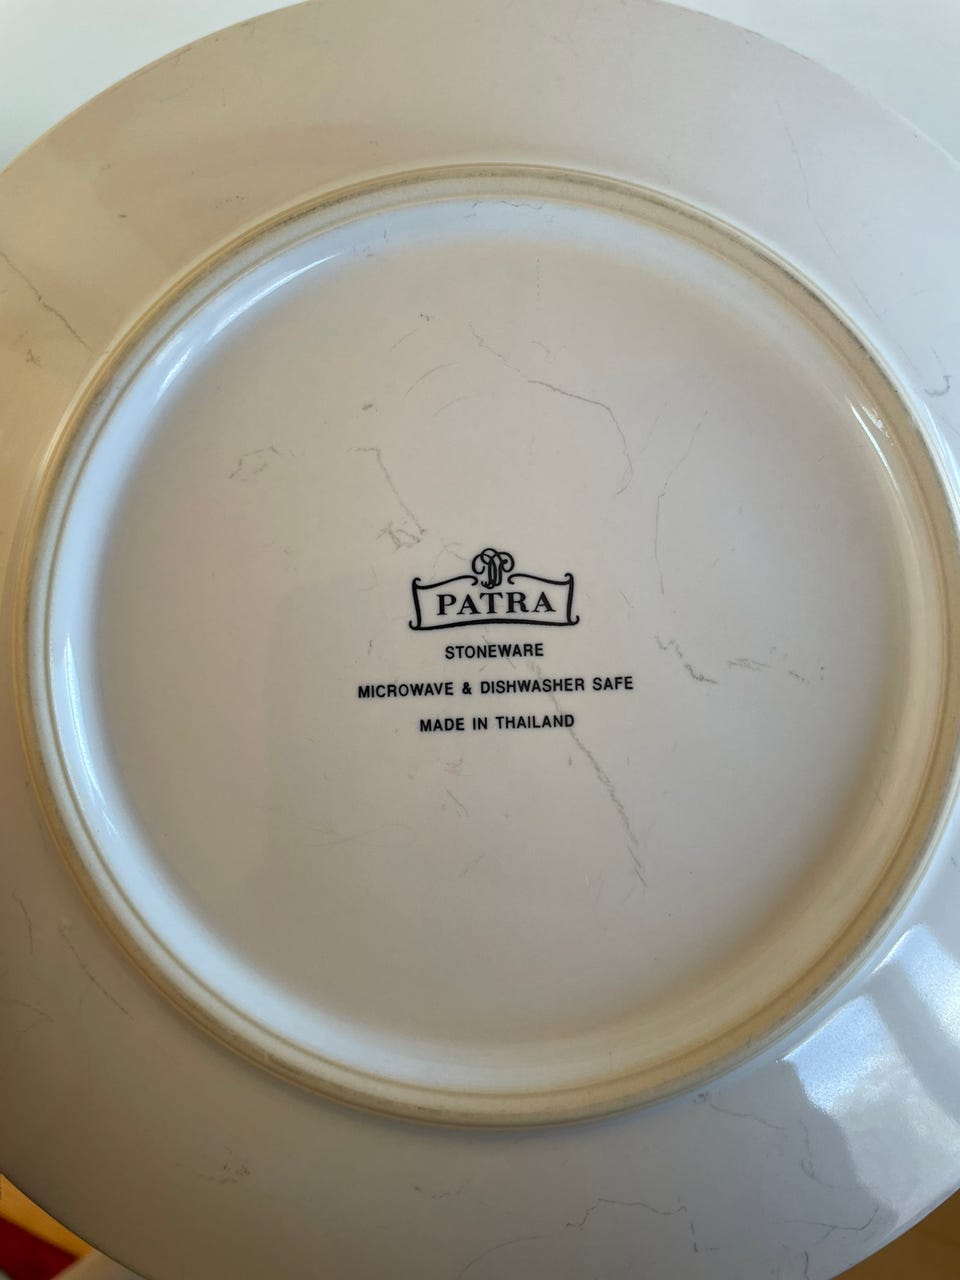 PATRA
STONEWARE
MICROWAVE & DISHWASHER SAFE
MADE IN THAILAND